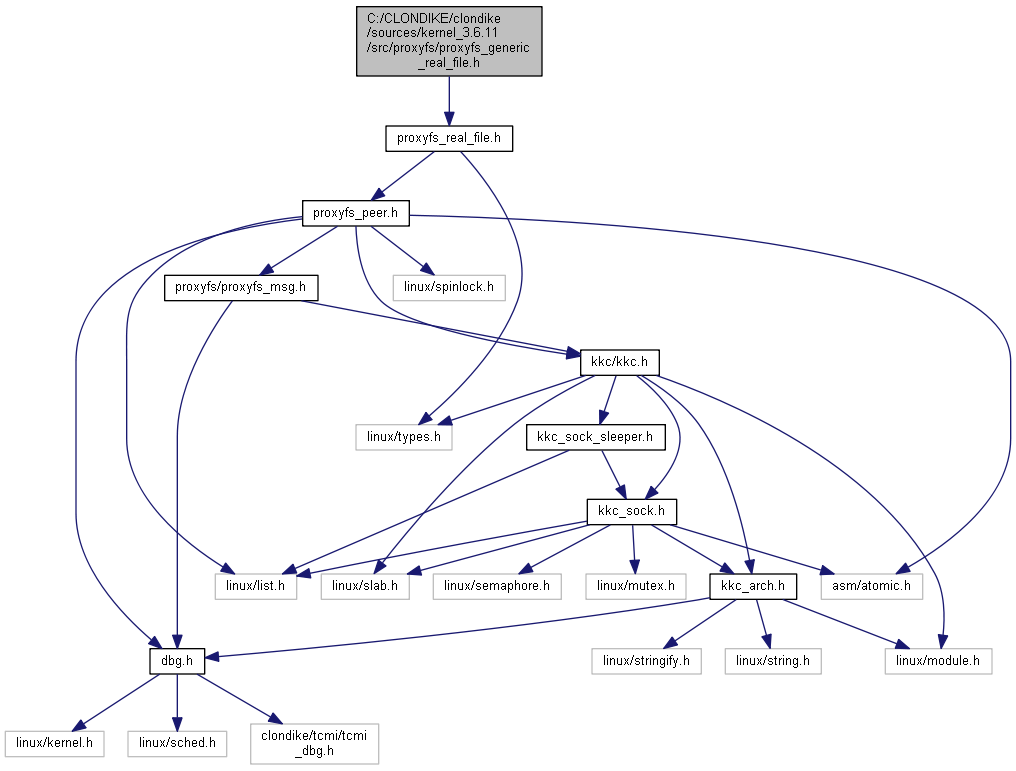 C:/CLONDIKE/clondike
/sources/kernel_3.6.11
/src/proxyfs/proxyfs_generic
_real_file.h
proxyfs_real_file.h
proxyfs_peer.h
proxyfs/proxyfs_msg.h
linux/spinlock.h
kkc/kkc.h
linux/types.h
kkc_sock_sleeper.h
kkc_sock.h
linux/list.h
linux/slab.h
linux/semaphore.h
linux/mutex.h
kkc_arch.h
asm/atomic.h
dbg.h
linux/stringify.h
linux/string.h
linux/module.h
linux/kernel.h
linux/sched.h
clondike/tcmi/tcmi
_dbg.h